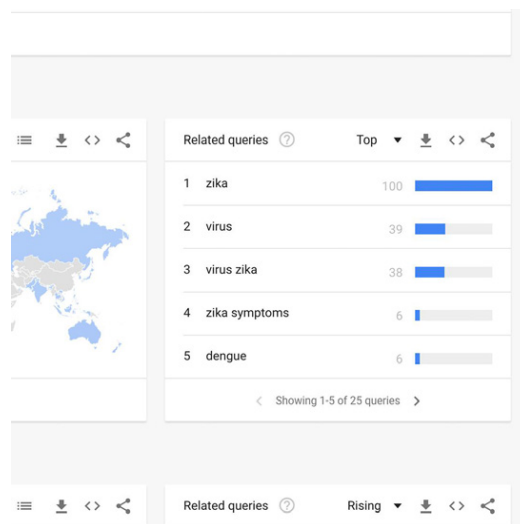 Related queries ? Top
1 zika 100
2 virus 39
3 virus zika 38
4 zika symptoms 6
5 dengue 6
Showing 1-5 of 25 queries
Related queries ? Rising